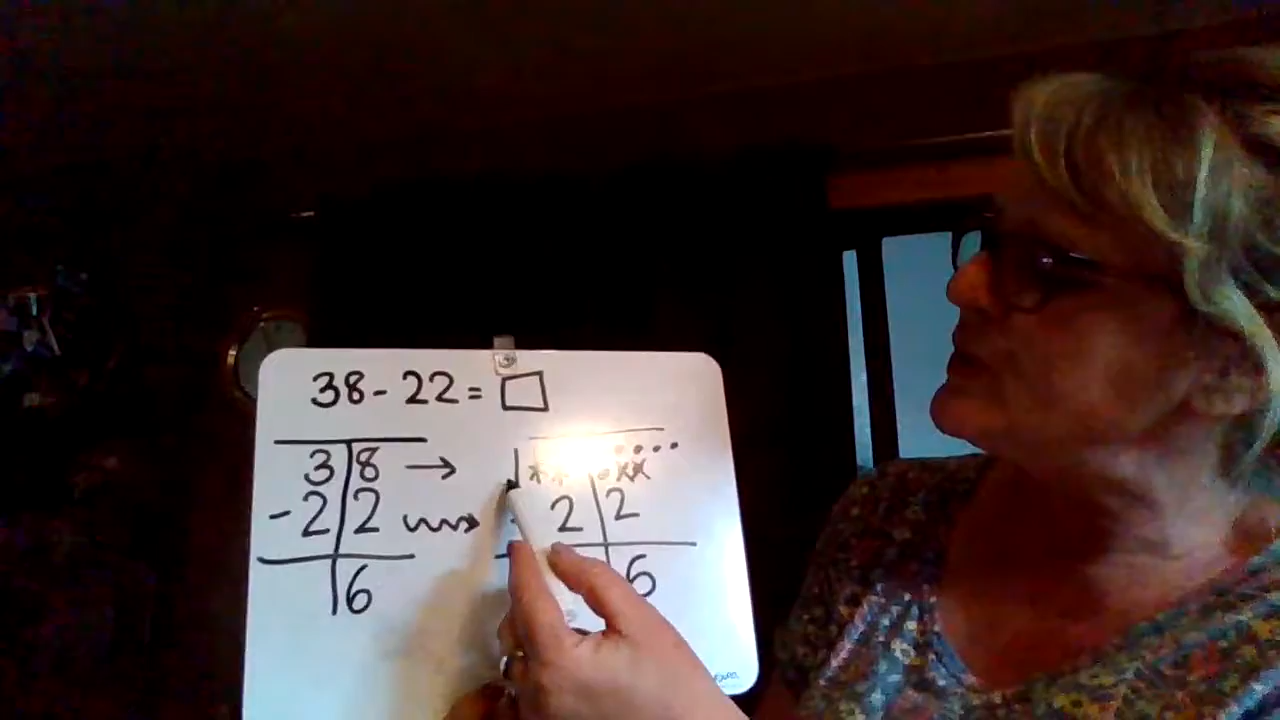 38 - 22 = □
3 8 →
- 2 2
6
2 2
6